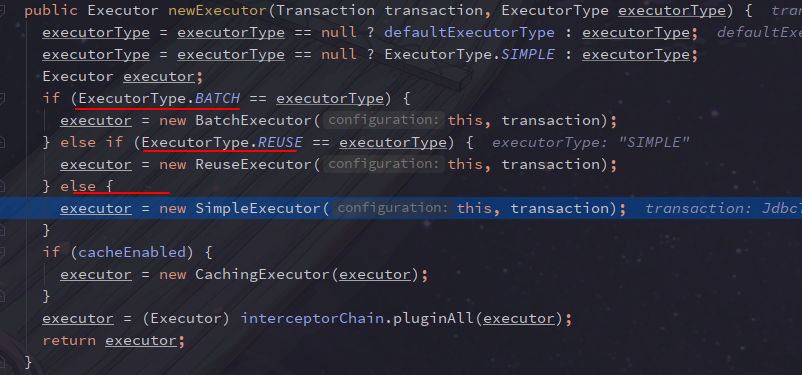 public Executor newExecutor(Transaction transaction, ExecutorType executorType) {
executorType = executorType == null ? defaultExecutorType : executorType;
executorType = executorType == null ? ExecutorType.SIMPLE : executorType;
Executor executor;
if (ExecutorType.BATCH == executorType) {
executor = new BatchExecutor( configuration: this, transaction);
} else if (ExecutorType.REUSE == executorType) { executorType: "SIMPLE"
executor = new ReuseExecutor( configuration: this, transaction);
} else {
executor = new SimpleExecutor( configuration: this, transaction); transaction:
}
if (cacheEnabled) {
executor = new CachingExecutor(executor);
}
executor = (Executor) interceptorChain.pluginAll(executor);
return executor;
}